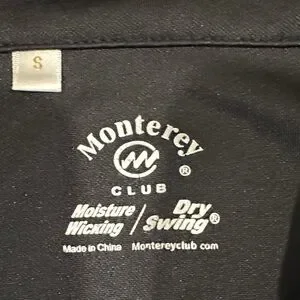 S
Monterey
®
CLUB
Moisture / Dry
Wicking / Swing®
Made in China Montereyclub com